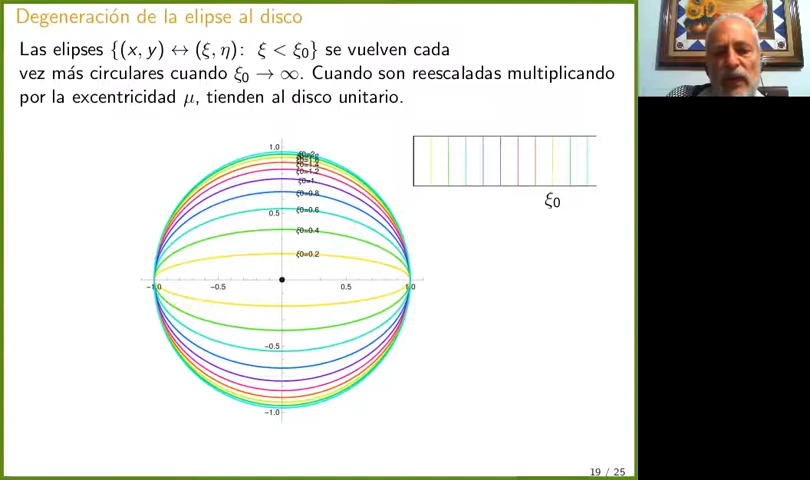 Degeneración de la elipse al disco
Las elipses {(x, y) ↔ (ξ, η): ξ < ξ₀} se vuelven cada
vez más circulares cuando ξ₀ → ∞. Cuando son reescaladas multiplicando
por la excentricidad μ, tienden al disco unitario.
1.0
ξ0=1.2
ξ0=1
ξ0=0.8
ξ0=0.6
0.5
ξ0=0.4
ξ0=0.2
-1.0
-0.5
0.5
1.0
-0.5
-1.0
ξ₀
19 / 25